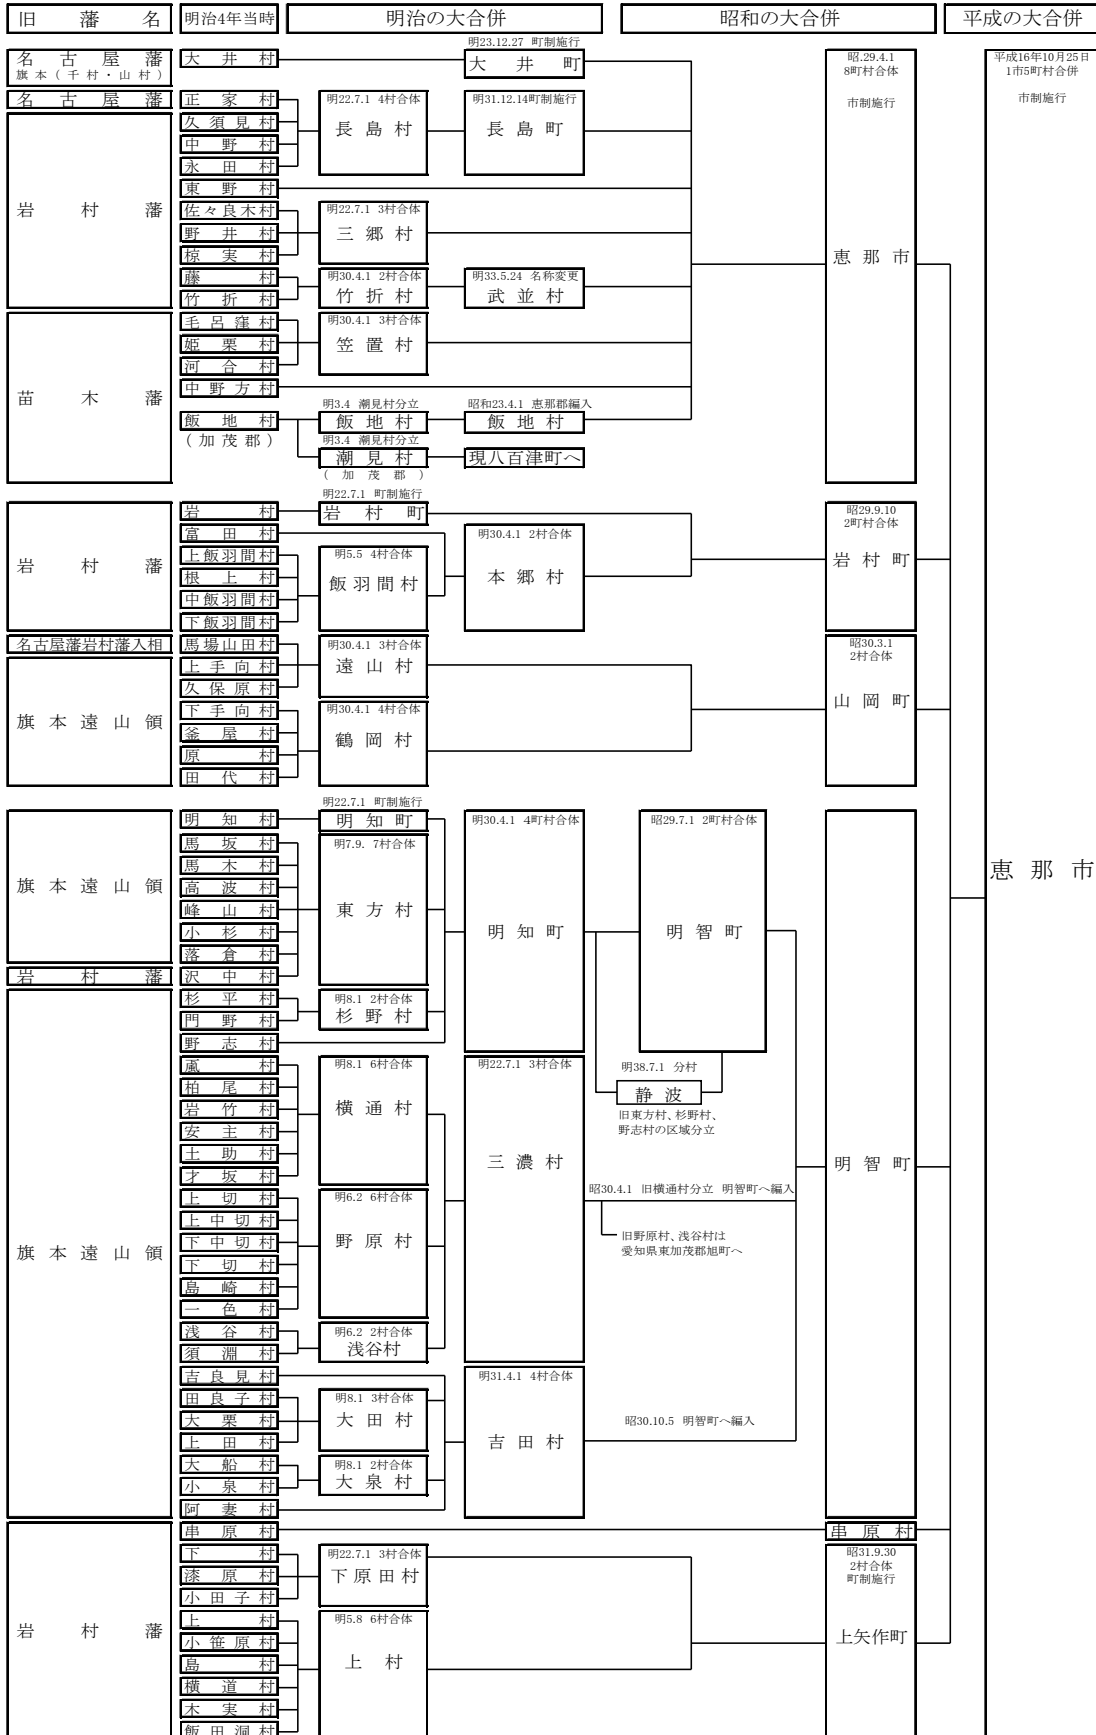 旧藩名
明治4年当時
明治の大合併
昭和の大合併
平成の大合併
名古屋藩
旗本(千村・山村)
大井村
明23.12.27 町制施行
大井町
昭.29.4.1
8町村合体
市制施行
平成16年10月25日
1市5町村合併
市制施行
名古屋藩
正家村
明22.7.1 4村合体
長島村
明31.12.14町制施行
長島町
岩村藩
久須見村
中野村
永田村
東野村
佐々良木村
野井村
椋実村
明22.7.1 3村合体
三郷村
恵那市
藤村
竹折村
明30.4.1 2村合体
竹折村
明33.5.24 名称変更
武並村
苗木藩
毛呂窪村
姫栗村
河合村
明30.4.1 3村合体
笠置村
中野方村
飯地村
(加茂郡)
明3.4 潮見村分立
飯地村
昭和23.4.1 恵那郡編入
飯地村
明3.4 潮見村分立
潮見村
(加茂郡)
現八百津町へ
岩村藩
岩村
明22.7.1 町制施行
岩村町
富田村
上飯羽間村
根上村
中飯羽間村
下飯羽間村
明5.5 4村合体
飯羽間村
明30.4.1 2村合体
本郷村
昭29.9.10
2町村合体
岩村町
名古屋藩岩村藩入相
馬場山田村
旗本遠山領
上手向村
久保原村
明30.4.1 3村合体
遠山村
下手向村
釜屋村
原村
田代村
明30.4.1 4村合体
鶴岡村
昭30.3.1
2村合体
山岡町
旗本遠山領
明知村
明22.7.1 町制施行
明知町
馬坂村
馬木村
高波村
峰山村
小杉村
落倉村
岩村藩
沢中村
明7.9. 7村合体
東方村
旗本遠山領
杉平村
門野村
明8.1 2村合体
杉野村
野志村
明30.4.1 4町村合体
明知町
昭29.7.1 2町村合体
明智町
明38.7.1 分村
静波
旧東方村、杉野村、
野志村の区域分立
恵那市
柏尾村
岩竹村
安主村
土助村
才坂村
明8.1 6村合体
横通村
上切村
上中切村
下中切村
下切村
島崎村
一色村
明6.2 6村合体
野原村
浅谷村
須淵村
明6.2 2村合体
浅谷村
明22.7.1 3村合体
三濃村
昭30.4.1 旧横通村分立 明智町へ編入
旧野原村、浅谷村は
愛知県東加茂郡旭町へ
明智町
吉良見村
田良子村
大栗村
上田村
明8.1 3村合体
大田村
大船村
小泉村
明8.1 2村合体
大泉村
阿妻村
明31.4.1 4村合体
吉田村
昭30.10.5 明智町へ編入
岩村藩
串原村
串原村
下村
漆原村
小田子村
明22.7.1 3村合体
下原田村
上村
小笹原村
島村
横道村
木実村
飯田洞村
明5.8 6村合体
上村
昭31.9.30
2村合体
町制施行
上矢作町